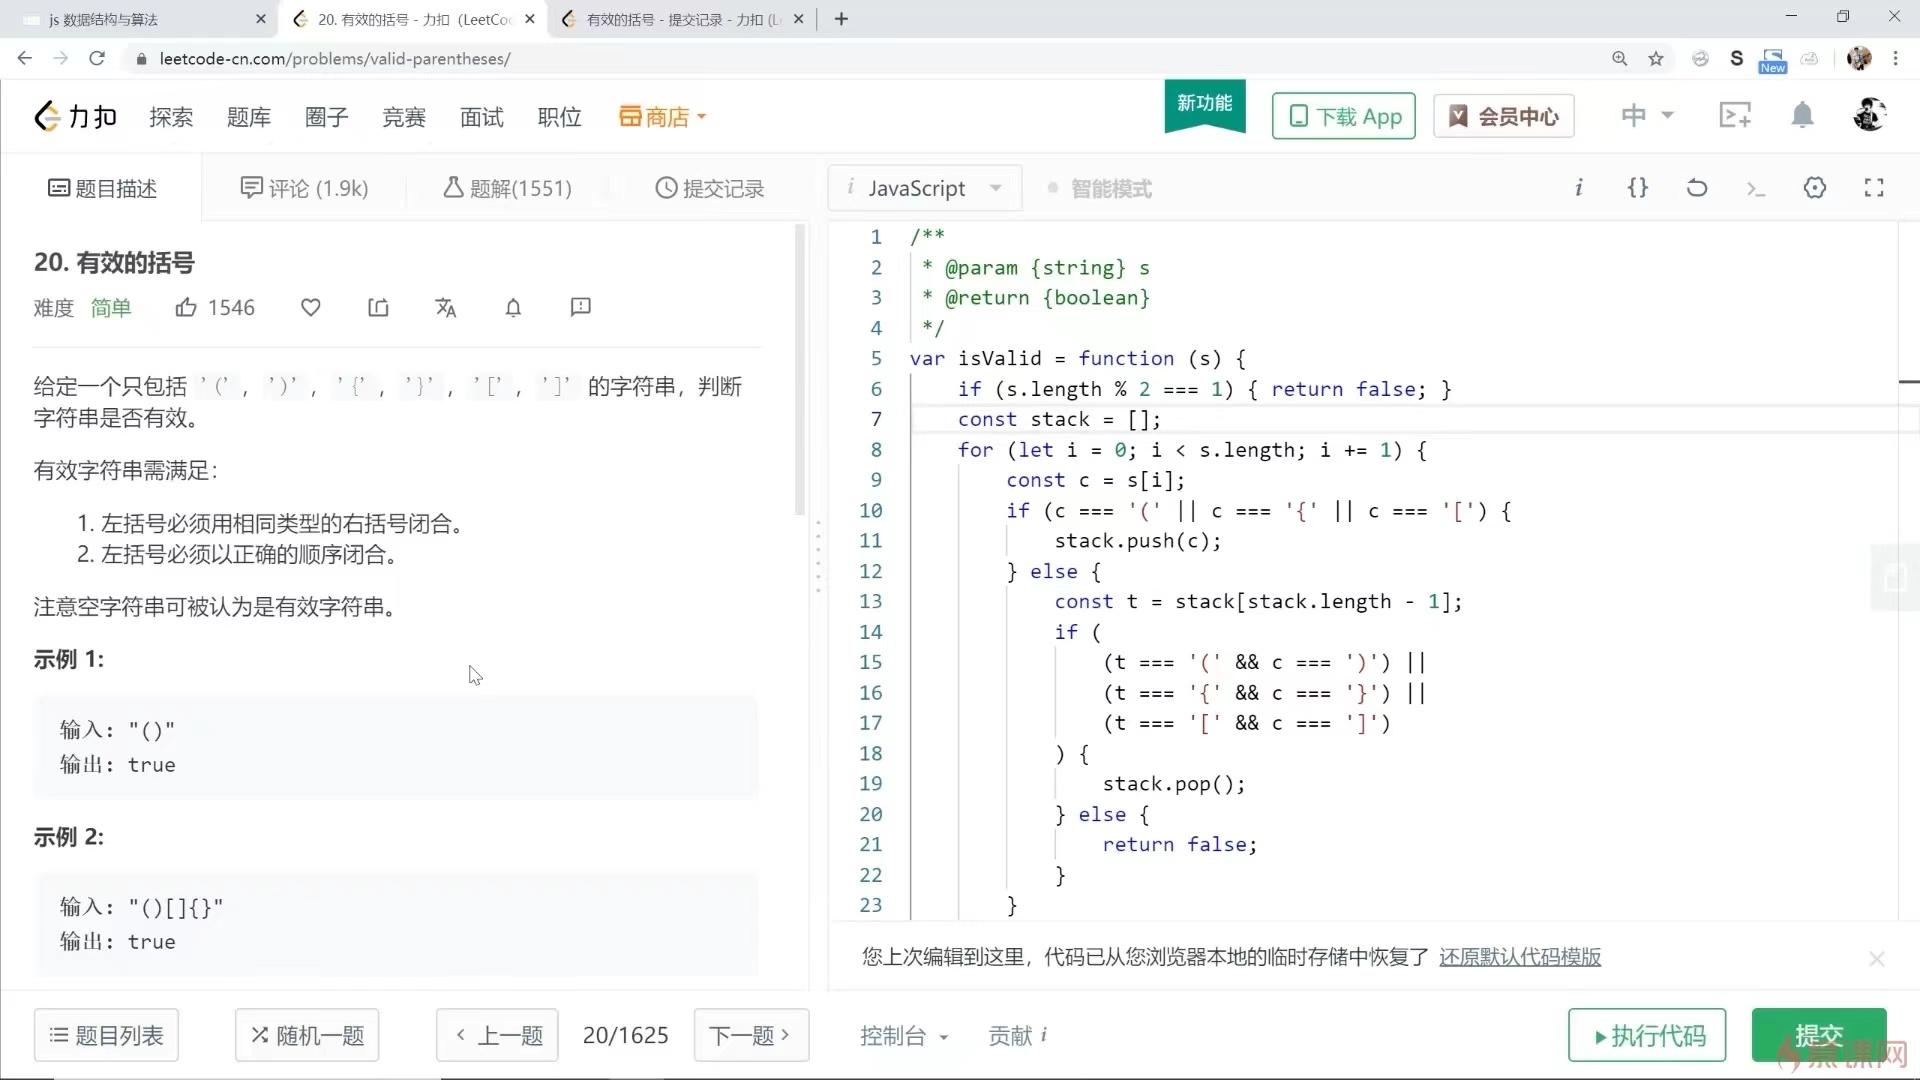 js 数据结构与算法
20. 有效的括号 - 力扣 (LeetCo
有效的括号 - 提交记录 - 力扣 (L
leetcode-cn.com/problems/valid-parentheses/
S
New
力扣 探索 题库 圈子 竞赛 面试 职位 商店
新功能
下载 App
会员中心
中
题目描述
评论 (1.9k)
题解(1551)
提交记录
i JavaScript
智能模式
i {} >_
20. 有效的括号
难度 简单 1546
给定一个只包括 '(', ')', '{', '}', '[', ']' 的字符串，判断
字符串是否有效。
有效字符串需满足：
1. 左括号必须用相同类型的右括号闭合。
2. 左括号必须以正确的顺序闭合。
注意空字符串可被认为是有效字符串。
示例 1:
输入: "()"
输出: true
示例 2:
输入: "()[]{}"
输出: true
1 /**
2 * @param {string} s
3 * @return {boolean}
4 */
5 var isValid = function (s) {
6 if (s.length % 2 === 1) { return false; }
7 const stack = [];
8 for (let i = 0; i < s.length; i += 1) {
9 const c = s[i];
10 if (c === '(' || c === '{' || c === '[') {
11 stack.push(c);
12 } else {
13 const t = stack[stack.length - 1];
14 if (
15 (t === '(' && c === ')') ||
16 (t === '{' && c === '}') ||
17 (t === '[' && c === ']')
18 ) {
19 stack.pop();
20 } else {
21 return false;
22 }
23 }
您上次编辑到这里，代码已从您浏览器本地的临时存储中恢复了 还原默认代码模版
题目列表
随机一题
上一题
20/1625
下一题
控制台
贡献 i
执行代码
提交
慕课网